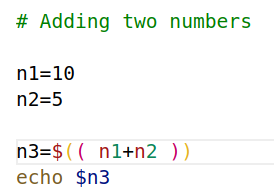 # Adding two numbers
n1=10
n2=5
n3=$(( n1+n2 ))
echo $n3